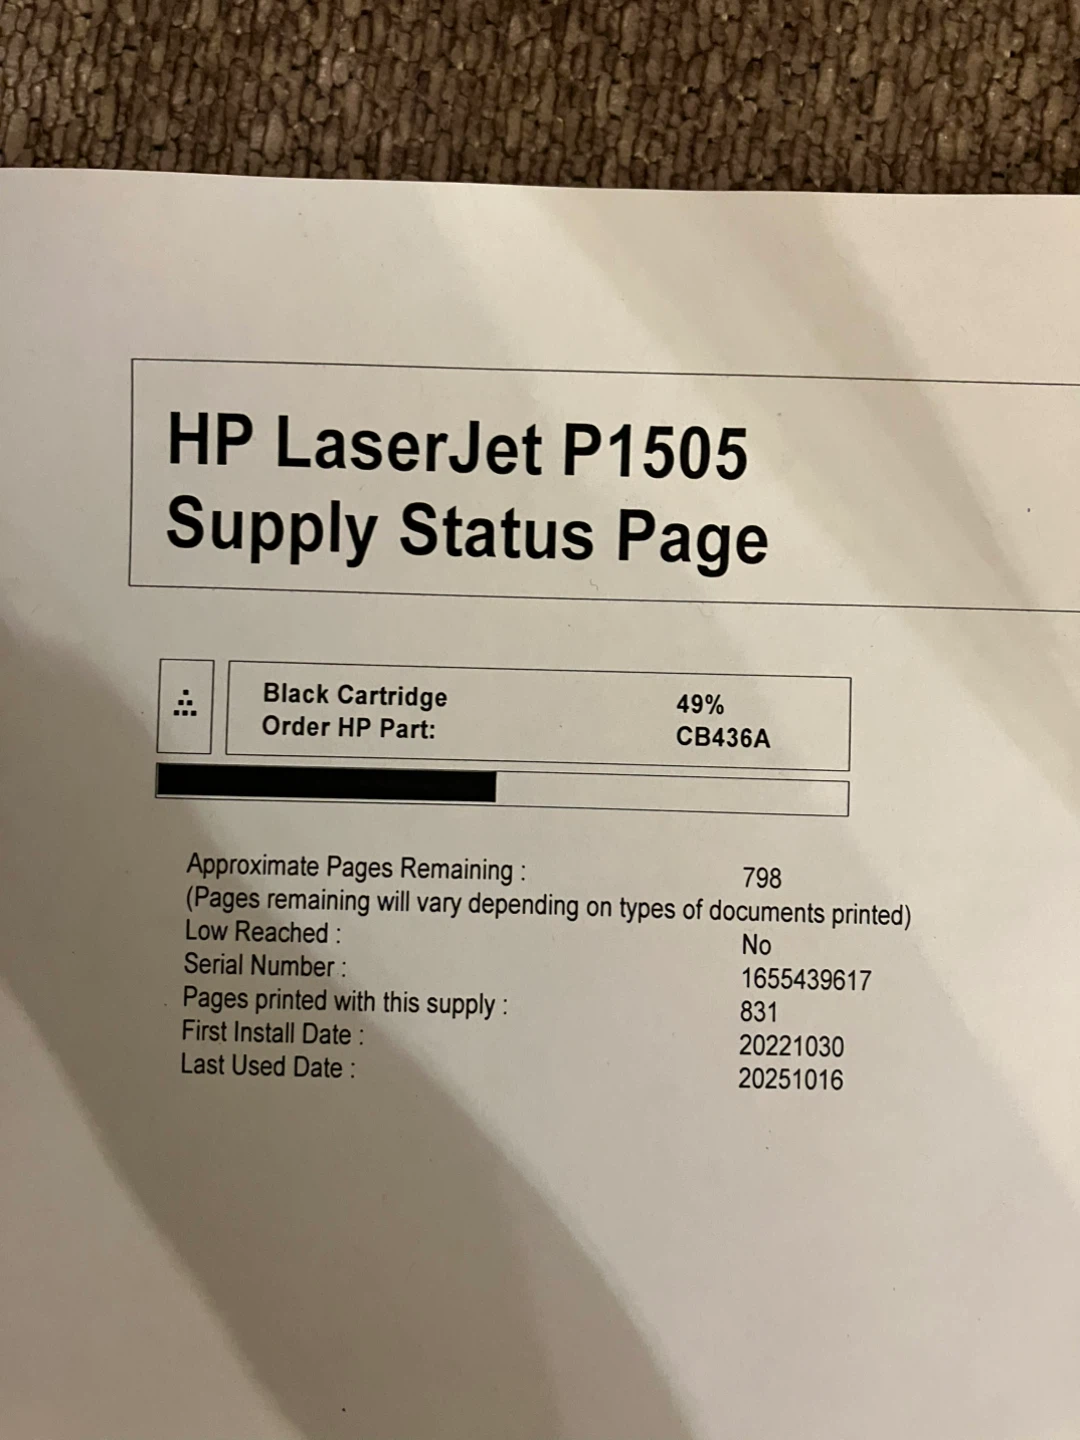 HP LaserJet P1505
Supply Status Page
Black Cartridge 49%
Order HP Part: CB436A
Approximate Pages Remaining : 798
(Pages remaining will vary depending on types of documents printed)
Low Reached : No
Serial Number : 1655439617
Pages printed with this supply : 831
First Install Date : 20221030
Last Used Date : 20251016